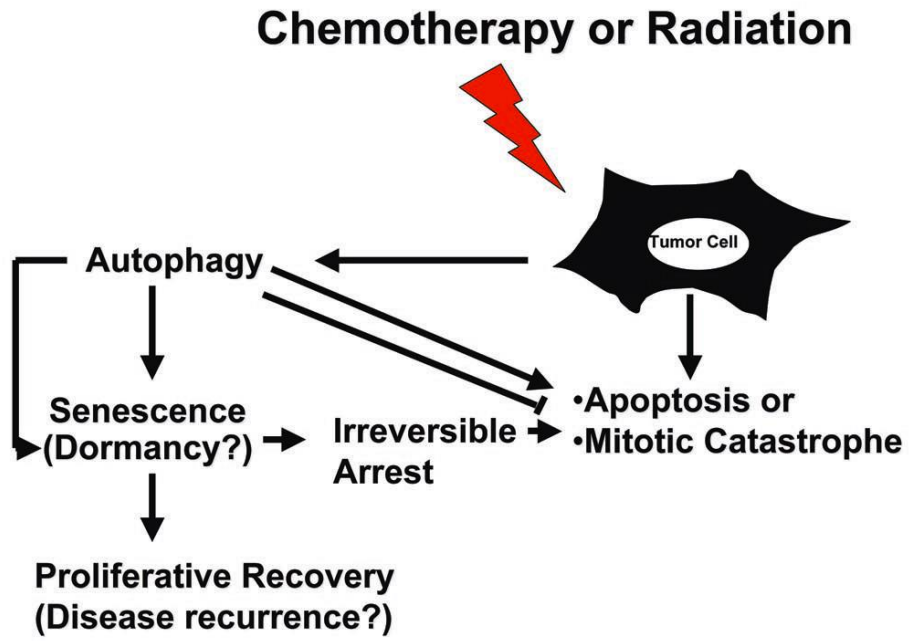 Chemotherapy or Radiation
Tumor Cell
Autophagy
•Apoptosis or
•Mitotic Catastrophe
Senescence
(Dormancy?)
Irreversible
Arrest
Proliferative Recovery
(Disease recurrence?)